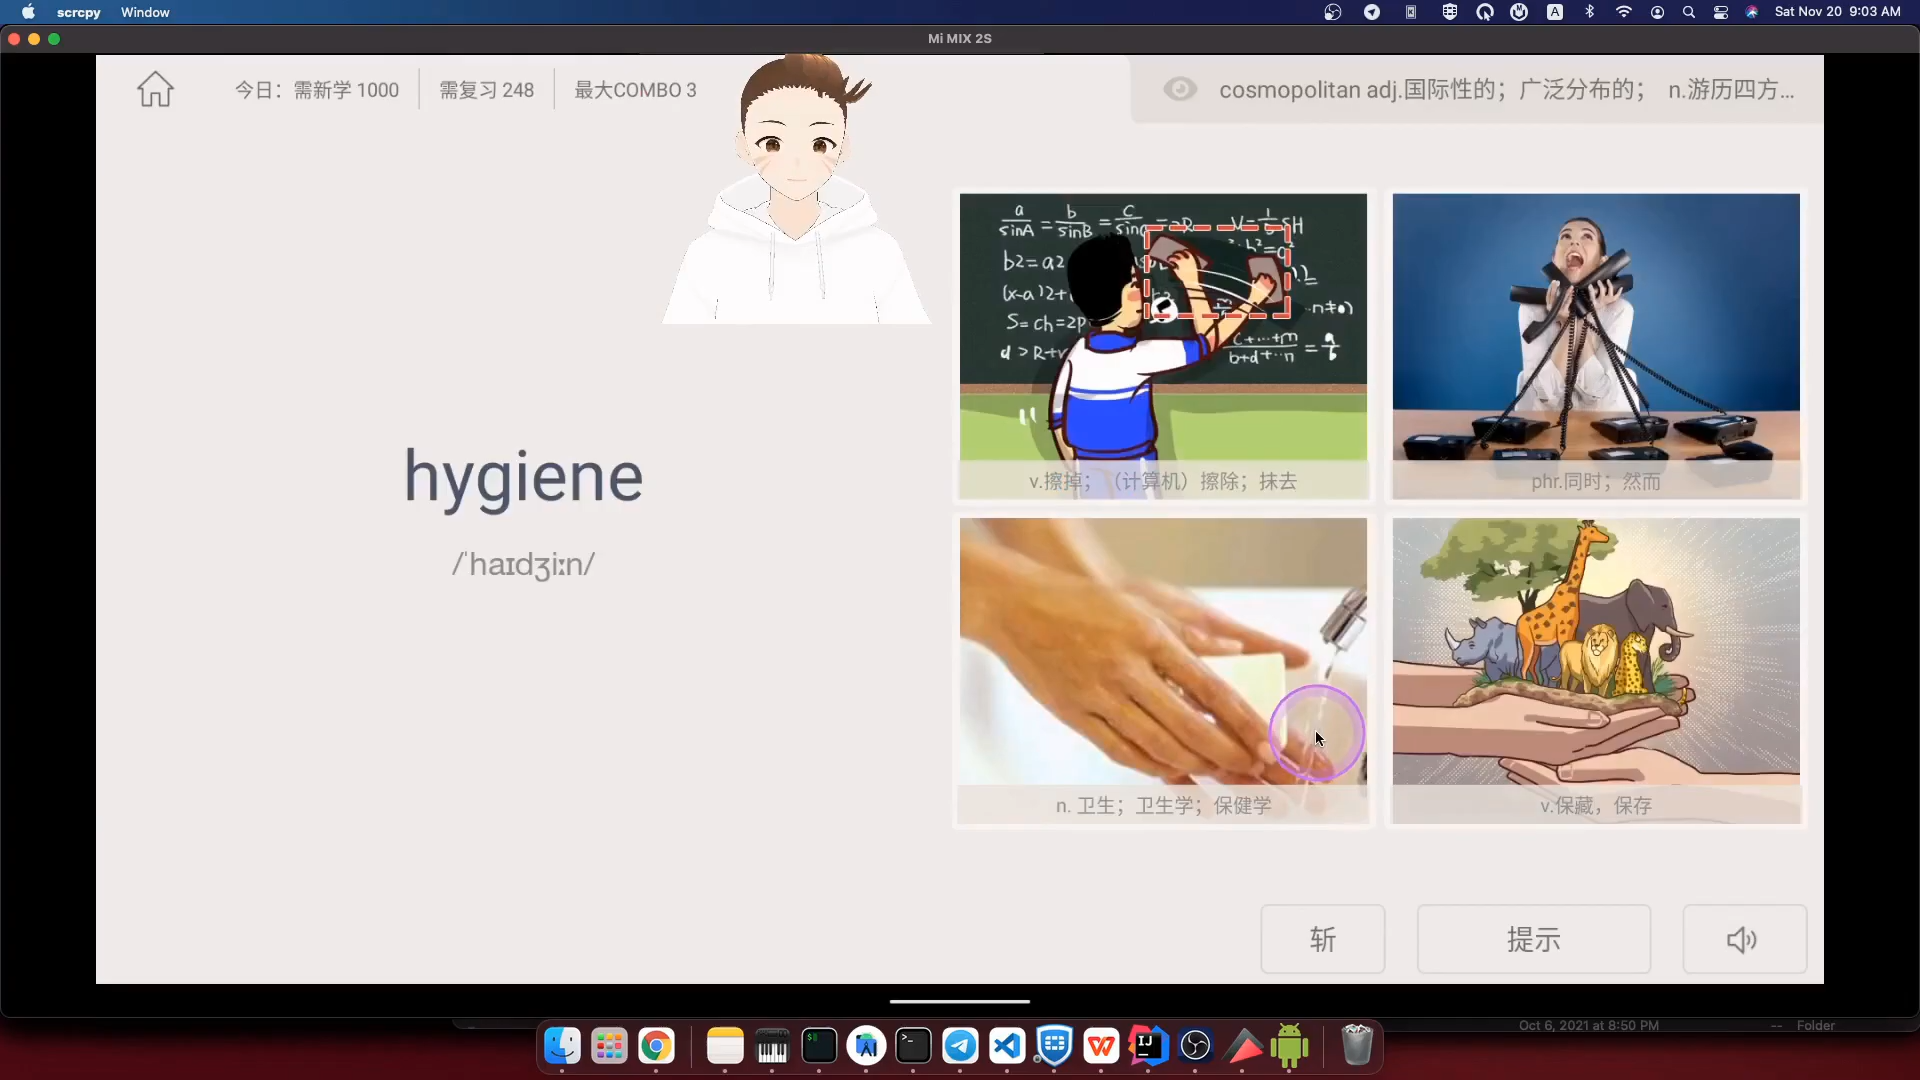 scrcpy Window
Sat Nov 20 9:03 AM
Mi MIX 2S
今日：需新学 1000 需复习 248 最大COMBO 3
cosmopolitan adj.国际性的；广泛分布的； n.游历四方...
hygiene
/ˈhaɪdʒiːn/
v.擦掉；（计算机）擦除；抹去
phr.同时；然而
n. 卫生；卫生学；保健学
v.保藏，保存
斩
提示
Oct 6, 2021 at 8:50 PM -- Folder